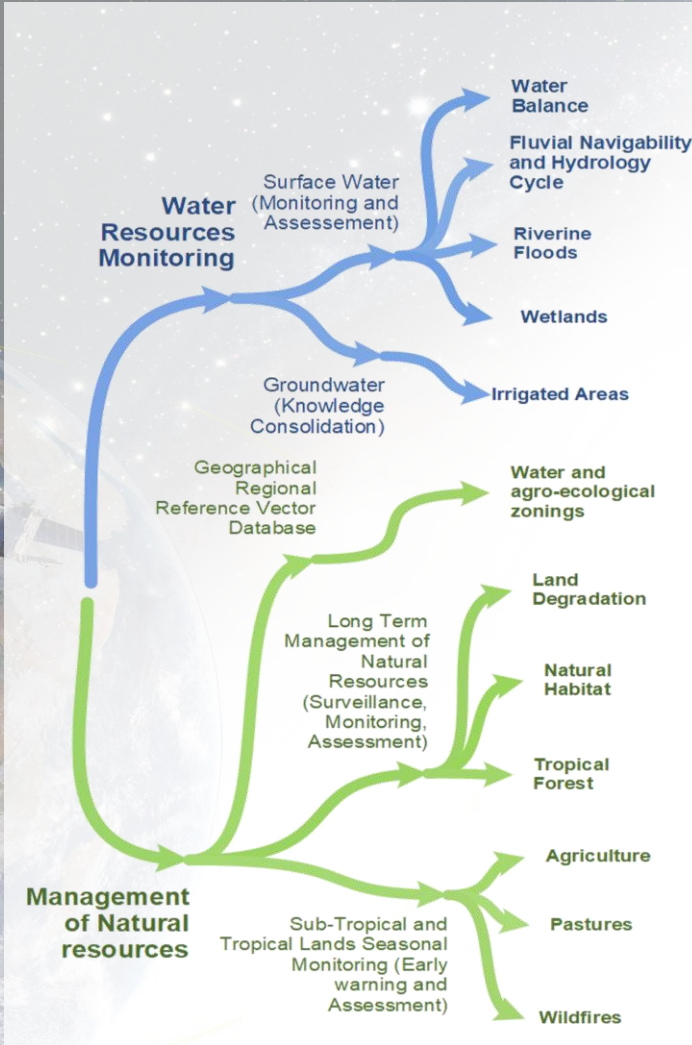 Water
Balance
Fluvial Navigability
and Hydrology
Cycle
Surface Water
(Monitoring and
Assessement)
Water
Resources
Monitoring
Riverine
Floods
Wetlands
Groundwater
(Knowledge
Consolidation)
Irrigated Areas
Geographical
Regional
Reference Vector
Database
Water and
agro-ecological
zonings
Land
Degradation
Long Term
Management of
Natural
Resources
(Surveillance,
Monitoring,
Assessment)
Natural
Habitat
Tropical
Forest
Management
of Natural
resources
Agriculture
Sub-Tropical and
Tropical Lands Seasonal
Monitoring (Early
warning and
Assessment)
Pastures
Wildfires